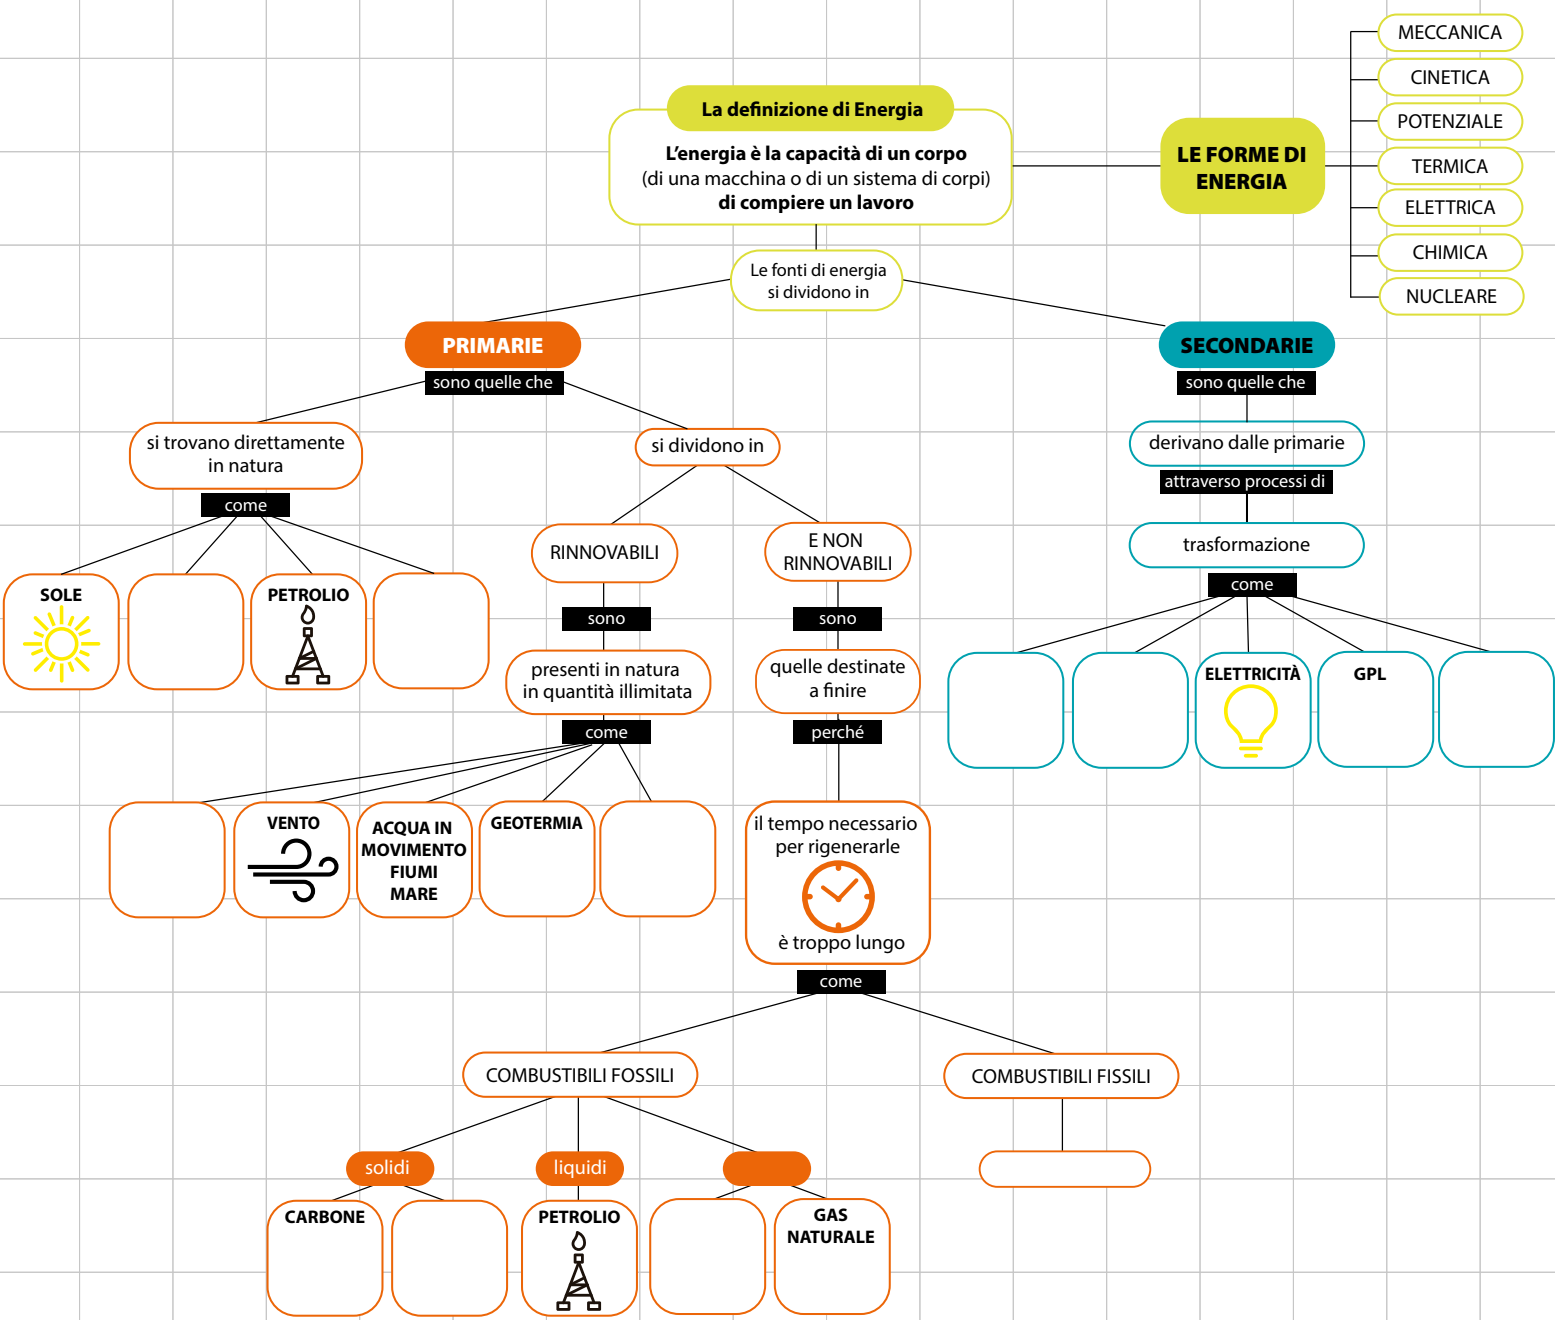 La definizione di Energia
L'energia è la capacità di un corpo
(di una macchina o di un sistema di corpi)
di compiere un lavoro
LE FORME DI
ENERGIA
MECCANICA
CINETICA
POTENZIALE
TERMICA
ELETTRICA
CHIMICA
NUCLEARE
Le fonti di energia
si dividono in
PRIMARIE
sono quelle che
si trovano direttamente
in natura
come
SOLE
PETROLIO
si dividono in
RINNOVABILI
sono
presenti in natura
in quantità illimitata
come
VENTO
ACQUA IN
MOVIMENTO
FIUMI
MARE
GEOTERMIA
E NON
RINNOVABILI
sono
quelle destinate
a finire
perché
il tempo necessario
per rigenerarle
è troppo lungo
come
COMBUSTIBILI FOSSILI
solidi
CARBONE
liquidi
PETROLIO
GAS
NATURALE
COMBUSTIBILI FISSILI
SECONDARIE
sono quelle che
derivano dalle primarie
attraverso processi di
trasformazione
come
ELETTRICITÀ
GPL